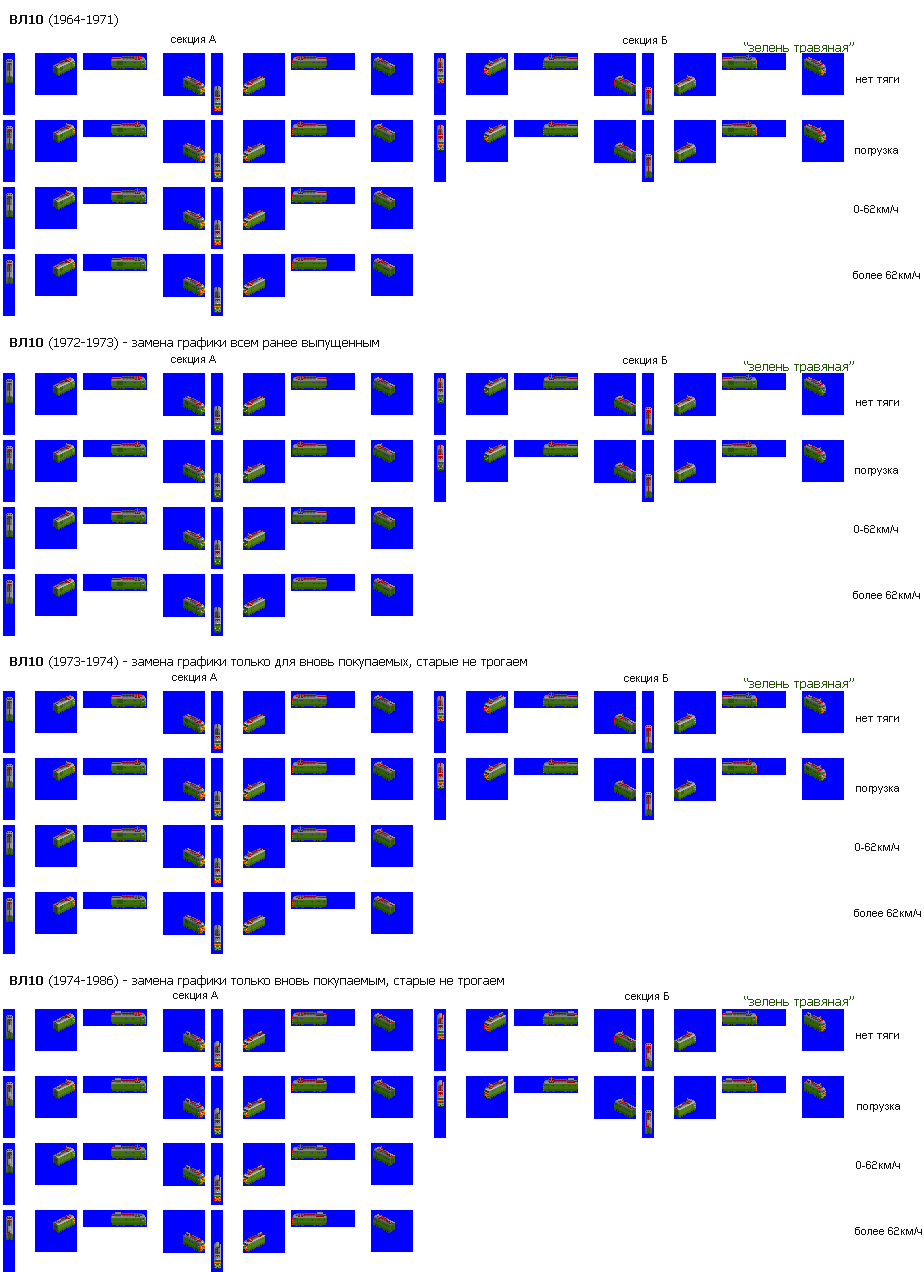 ВЛ10 (1964-1971)
секция А
секция Б
"зелень травяная"
нет тяги
погрузка
0-62км/ч
более 62км/ч
ВЛ10 (1972-1973) - замена графики всем ранее выпущенным
секция А
секция Б
"зелень травяная"
нет тяги
погрузка
0-62км/ч
более 62км/ч
ВЛ10 (1973-1974) - замена графики только для вновь покупаемых, старые не трогаем
секция А
секция Б
"зелень травяная"
нет тяги
погрузка
0-62км/ч
более 62км/ч
ВЛ10 (1974-1986) - замена графики только вновь покупаемым, старые не трогаем
секция А
секция Б
"зелень травяная"
нет тяги
погрузка
0-62км/ч
более 62км/ч